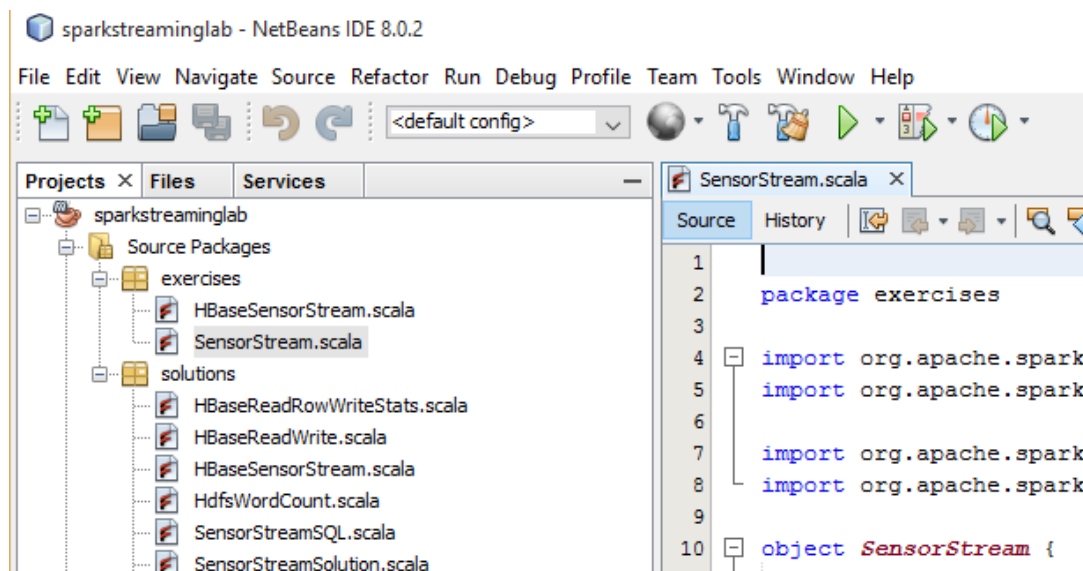 sparkstreaminglab - NetBeans IDE 8.0.2
File Edit View Navigate Source Refactor Run Debug Profile Team Tools Window Help
<default config>
Projects Files Services
sparkstreaminglab
Source Packages
exercises
HBaseSensorStream.scala
SensorStream.scala
solutions
HBaseReadRowWriteStats.scala
HBaseReadWrite.scala
HBaseSensorStream.scala
HdfsWordCount.scala
SensorStreamSQL.scala
SensorStreamSolution.scala
SensorStream.scala
Source History
1
2 package exercises
3
4 import org.apache.spark
5 import org.apache.spark
6
7 import org.apache.spark
8 import org.apache.spark
9
10 object SensorStream {